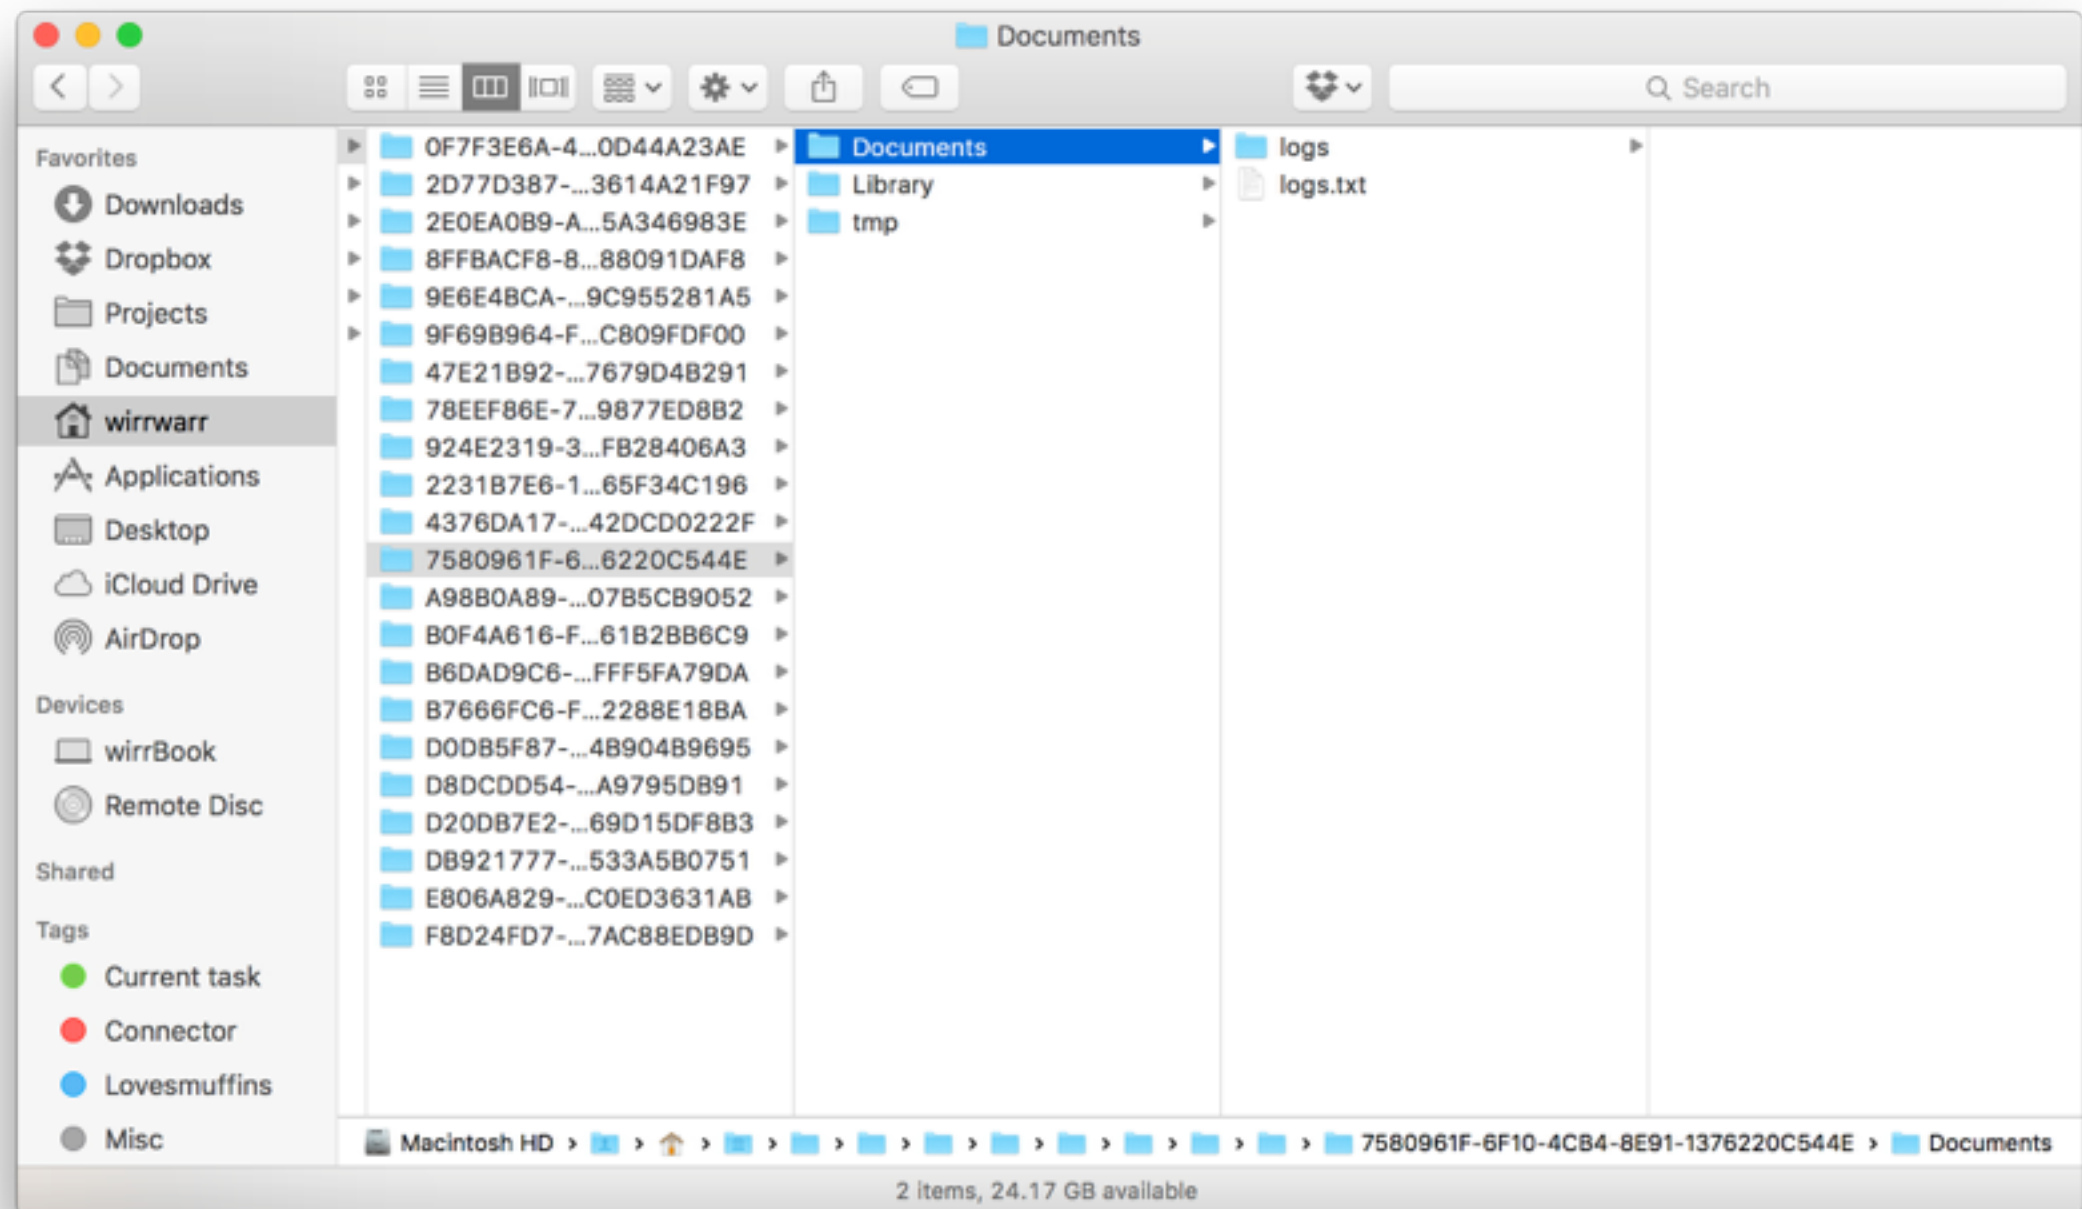 Documents
Search
Favorites
Downloads
Dropbox
Projects
Documents
wirrwarr
Applications
Desktop
iCloud Drive
AirDrop
Devices
wirrBook
Remote Disc
Shared
Tags
Current task
Connector
Lovesmuffins
Misc
0F7F3E6A-4...0D44A23AE
2D77D387-...3614A21F97
2E0EA0B9-A...5A346983E
8FFBACF8-8...88091DAF8
9E6E4BCA-...9C955281A5
9F69B964-F...C809FDF00
47E21B92-...7679D4B291
78EEF86E-7...9877ED8B2
924E2319-3...FB28406A3
2231B7E6-1...65F34C196
4376DA17-...42DCD0222F
7580961F-6...6220C544E
A98B0A89-...07B5CB9052
B0F4A616-F...61B2BB6C9
B6DAD9C6-...FFF5FA79DA
B7666FC6-F...2288E18BA
D0DB5F87-...4B904B9695
D8DCDD54-...A9795DB91
D20DB7E2-...69D15DF8B3
DB921777-...533A5B0751
E806A829-...C0ED3631AB
F8D24FD7-...7AC88EDB9D
Documents
Library
tmp
logs
logs.txt
Macintosh HD › › › › › › › › › › › › 7580961F-6F10-4CB4-8E91-1376220C544E › Documents
2 items, 24.17 GB available